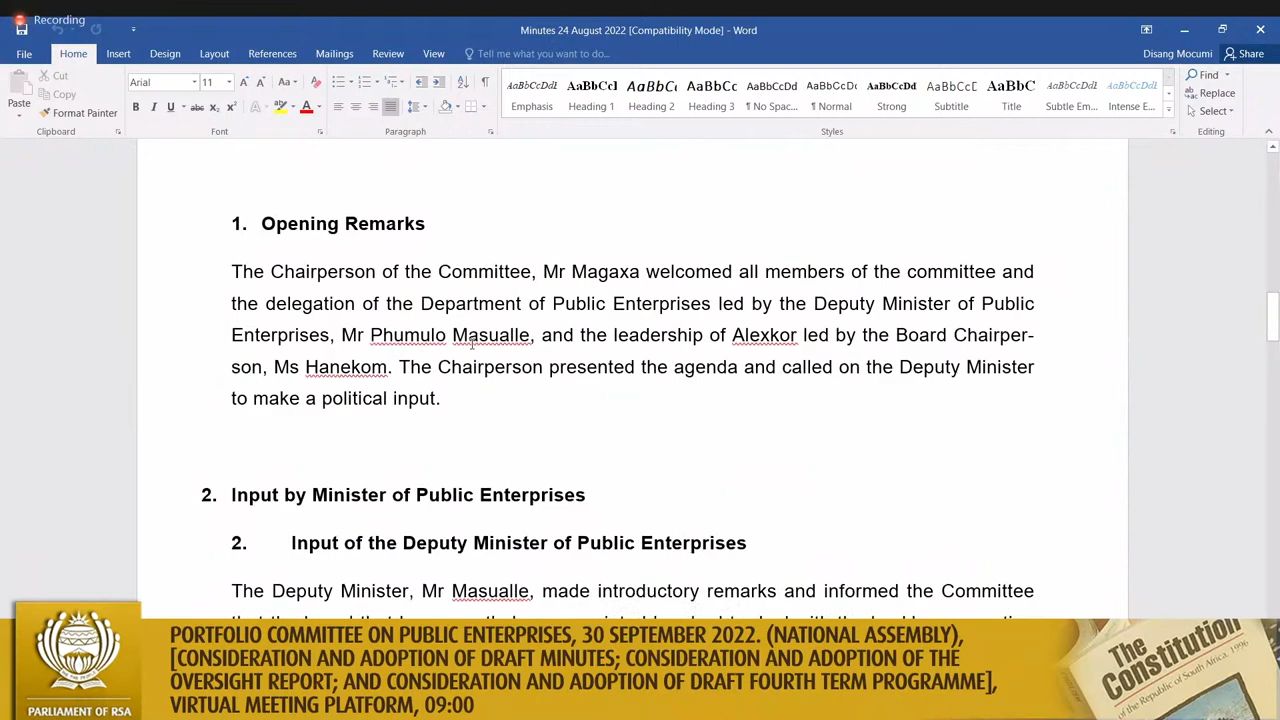 Recording
Minutes 24 August 2022 [Compatibility Mode] - Word
File Home Insert Design Layout References Mailings Review View Tell me what you want to do... Disang Mocumi Share
Paste
Cut
Copy
Format Painter
Clipboard
Arial 11
Font
Paragraph
AaBbCcDd AaBbCcI AaBbCc AaBbCc AaBbCcDd AaBbCcDc AaBbCcDd AaBbCcD AaBbC AaBbCcDd AaBbCcDd
Emphasis Heading 1 Heading 2 Heading 3 ¶ No Spac... ¶ Normal Strong Subtitle Title Subtle Em... Intense E...
Styles
Find
Replace
Select
Editing
1. Opening Remarks
The Chairperson of the Committee, Mr Magaxa welcomed all members of the committee and
the delegation of the Department of Public Enterprises led by the Deputy Minister of Public
Enterprises, Mr Phumulo Masualle, and the leadership of Alexkor led by the Board Chairper-
son, Ms Hanekom. The Chairperson presented the agenda and called on the Deputy Minister
to make a political input.
2. Input by Minister of Public Enterprises
2. Input of the Deputy Minister of Public Enterprises
The Deputy Minister, Mr Masualle, made introductory remarks and informed the Committee
PORTFOLIO COMMITTEE ON PUBLIC ENTERPRISES, 30 SEPTEMBER 2022. (NATIONAL ASSEMBLY),
[CONSIDERATION AND ADOPTION OF DRAFT MINUTES; CONSIDERATION AND ADOPTION OF THE
OVERSIGHT REPORT; AND CONSIDERATION AND ADOPTION OF DRAFT FOURTH TERM PROGRAMME],
VIRTUAL MEETING PLATFORM, 09:00
PARLIAMENT OF RSA
The
Constitution
of the Republic of South Africa, 1996